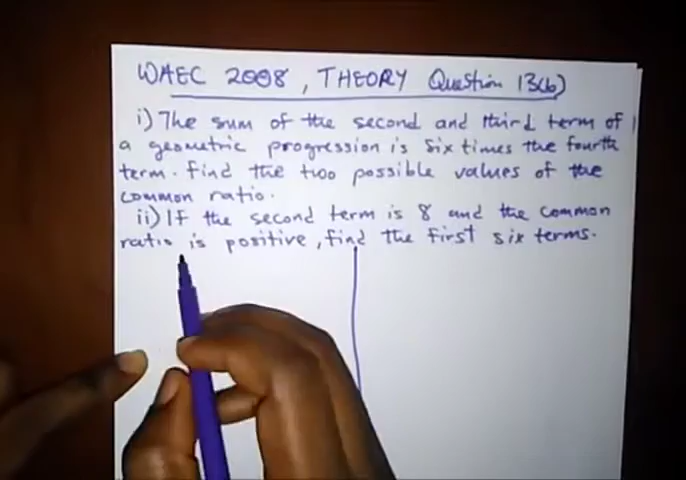 WAEC 2008, THEORY Question 13(b)
i) The sum of the second and third term of
a geometric progression is six times the fourth
term. Find the two possible values of the
common ratio.
ii) If the second term is 8 and the common
ratio is positive, find the first six terms.